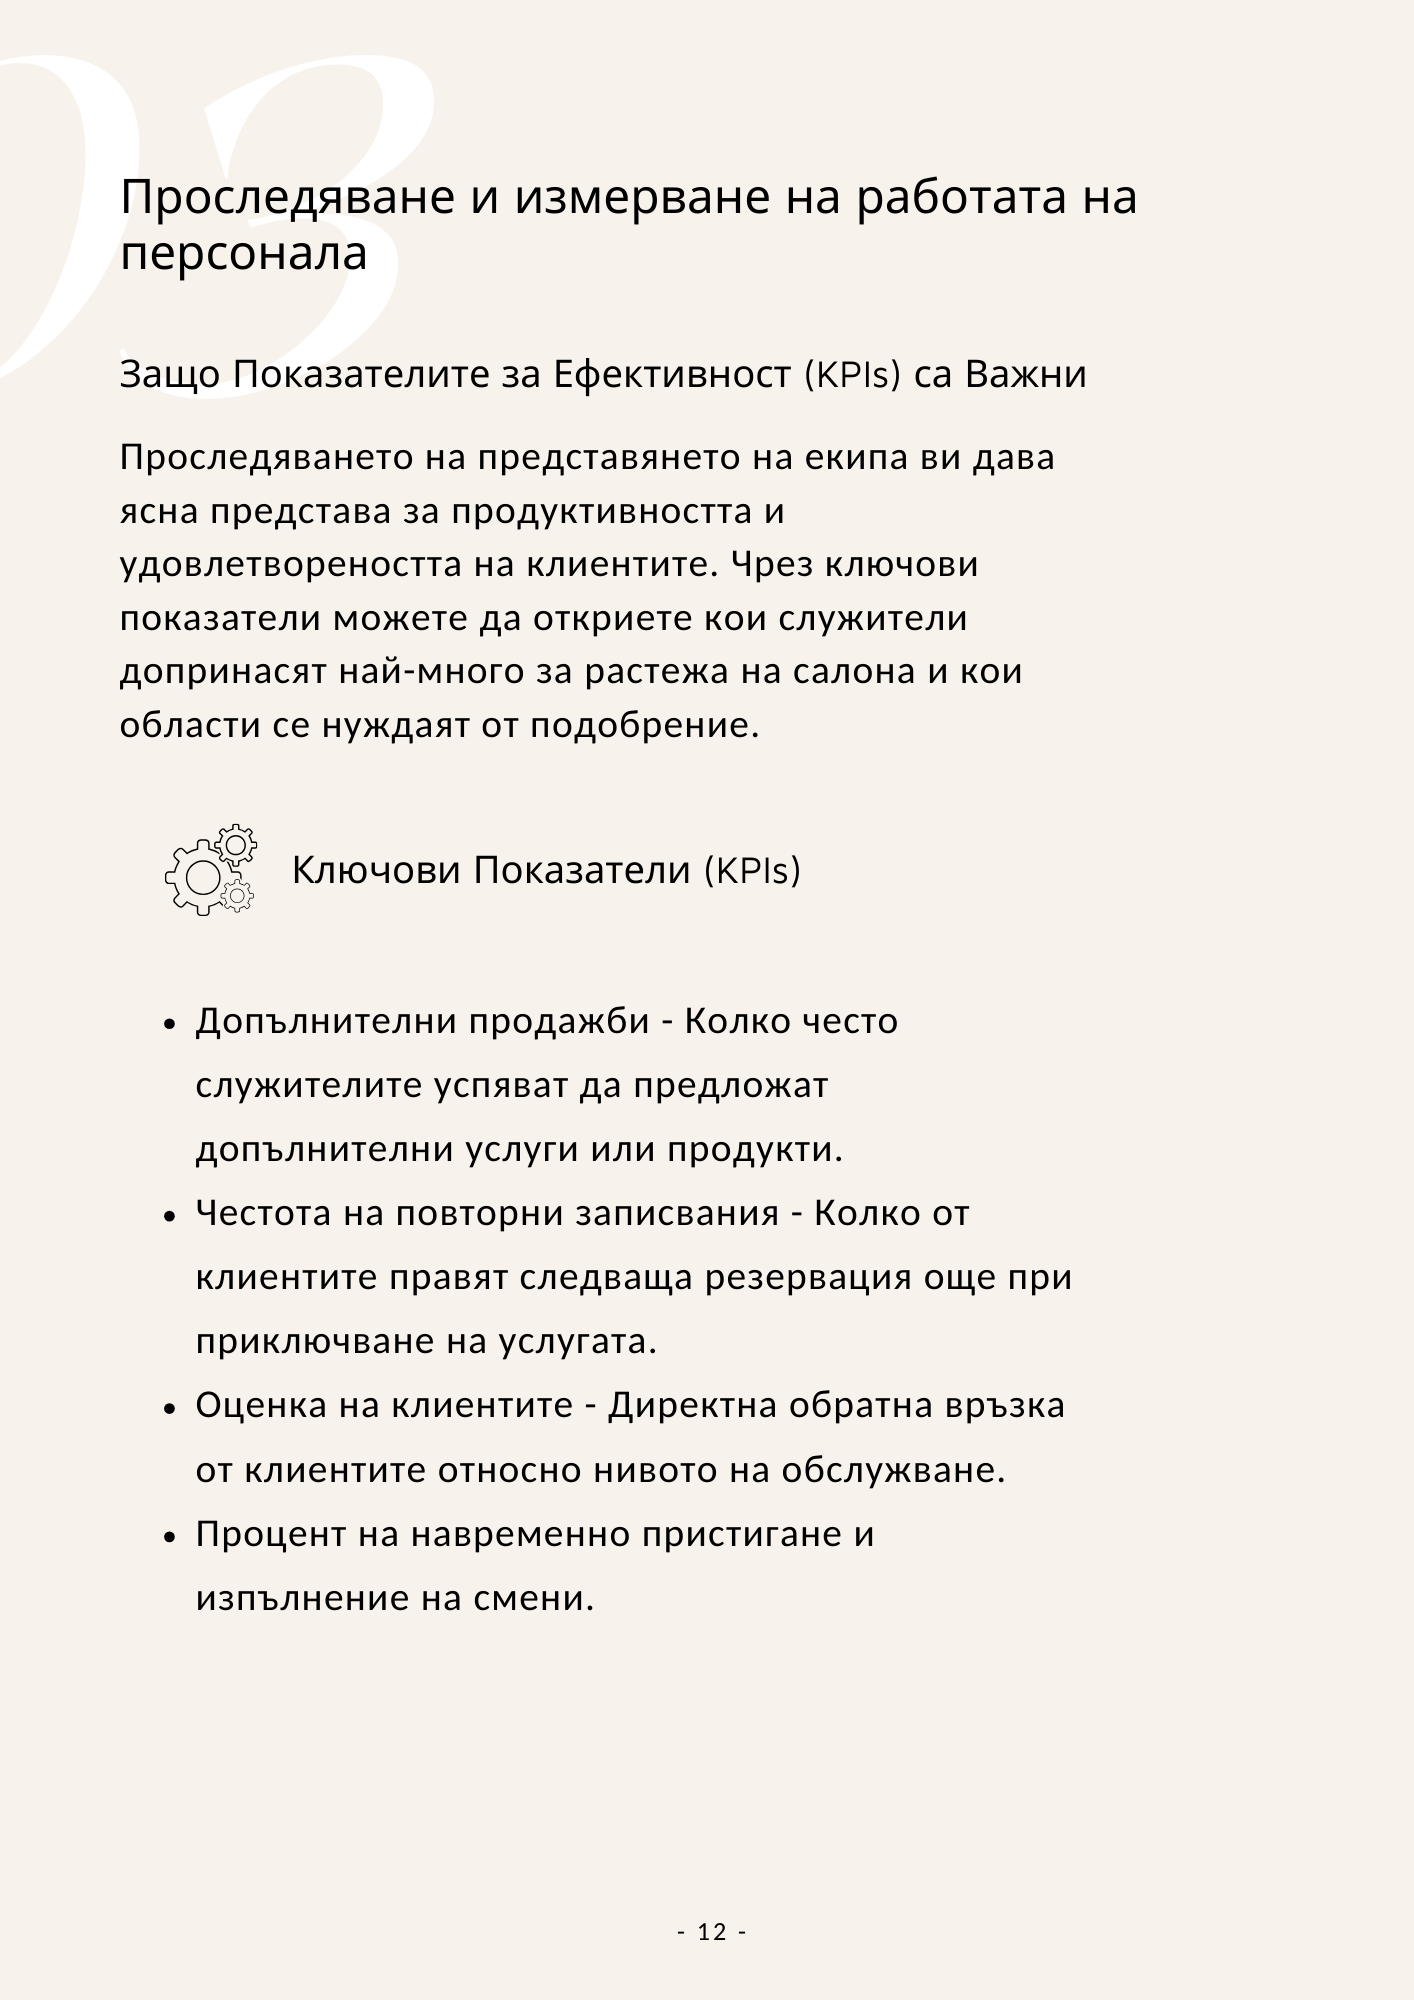 03
Проследяване и измерване на работата на
персонала
Защо Показателите за Ефективност (KPIs) са Важни
Проследяването на представянето на екипа ви дава
ясна представа за продуктивността и
удовлетвореността на клиентите. Чрез ключови
показатели можете да откриете кои служители
допринасят най-много за растежа на салона и кои
области се нуждаят от подобрение.
Ключови Показатели (KPIs)
• Допълнителни продажби - Колко често
служителите успяват да предложат
допълнителни услуги или продукти.
• Честота на повторни записвания - Колко от
клиентите правят следваща резервация още при
приключване на услугата.
• Оценка на клиентите - Директна обратна връзка
от клиентите относно нивото на обслужване.
• Процент на навременно пристигане и
изпълнение на смени.
- 12 -